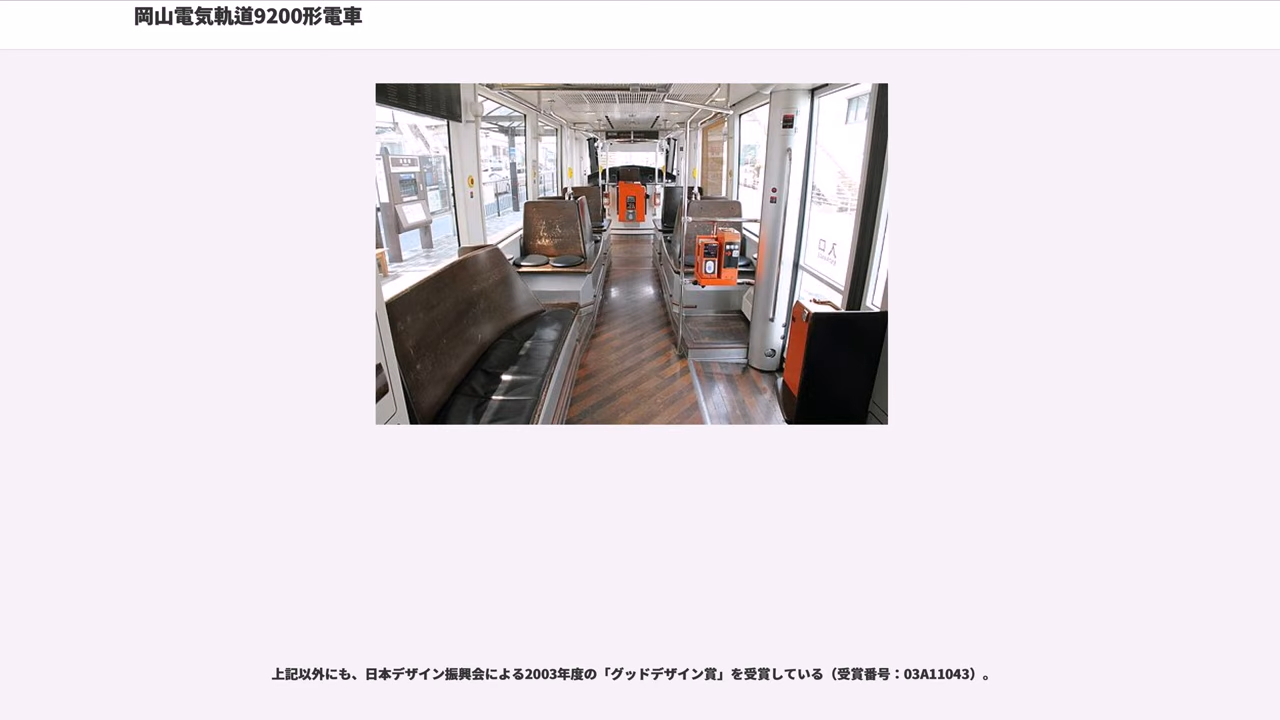 岡山電気軌道9200形電車
入口
上記以外にも、日本デザイン振興会による2003年度の「グッドデザイン賞」を受賞している（受賞番号：03A11043）。